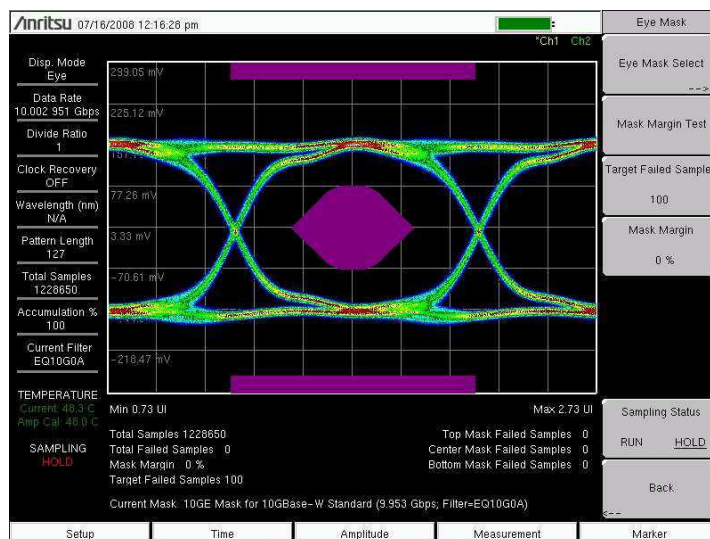 Anritsu 07/16/2008 12:16:28 pm
Eye Mask
*Ch1 Ch2
Disp. Mode
Eye
Data Rate
10.002 951 Gbps
Divide Ratio
1
Clock Recovery
OFF
Wavelength (nm)
N/A
Pattern Length
127
Total Samples
1228650
Accumulation %
100
Current Filter
EQ10G0A
TEMPERATURE
Current: 48.3 C
Amp Cal: 48.0 C
SAMPLING
HOLD
299.05 mV
225.12 mV
77.26 mV
3.33 mV
-70.61 mV
-218.47 mV
Min 0.73 UI
Max 2.73 UI
Total Samples 1228650
Total Failed Samples 0
Mask Margin 0 %
Target Failed Samples 100
Top Mask Failed Samples 0
Center Mask Failed Samples 0
Bottom Mask Failed Samples 0
Current Mask 10GE Mask for 10GBase-W Standard (9.953 Gbps; Filter=EQ10G0A)
Eye Mask Select
-->
Mask Margin Test
Target Failed Sample
100
Mask Margin
0 %
Sampling Status
RUN HOLD
Back
<--
Setup
Time
Amplitude
Measurement
Marker